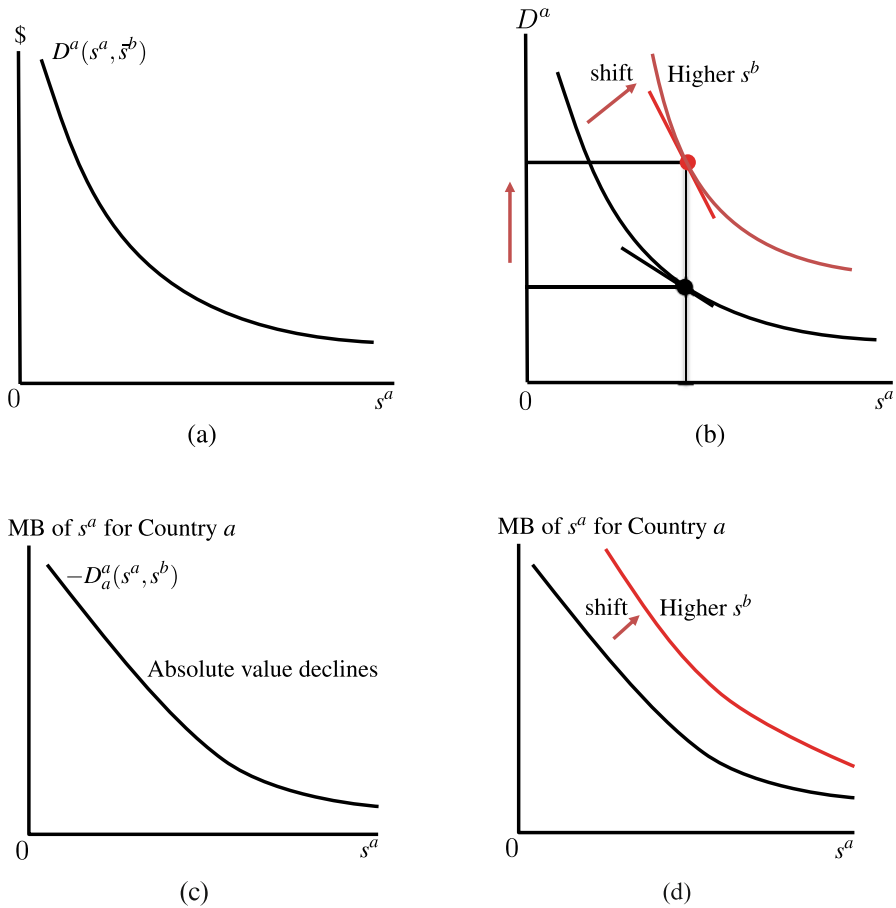 $
D^a(s^a, s̄^b)
0
s^a
(a)
D^a
shift
Higher s^b
0
s^a
(b)
MB of s^a for Country a
−D^a_a(s^a, s^b)
Absolute value declines
0
s^a
(c)
MB of s^a for Country a
shift
Higher s^b
0
s^a
(d)